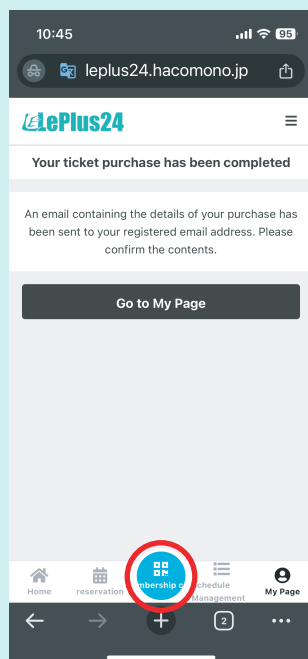 10:45
95
leplus24.hacomono.jp
LePlus24
Your ticket purchase has been completed
An email containing the details of your purchase has
been sent to your registered email address. Please
confirm the contents.
Go to My Page
Home
reservation
mbership c
chedule
Management
My Page
2